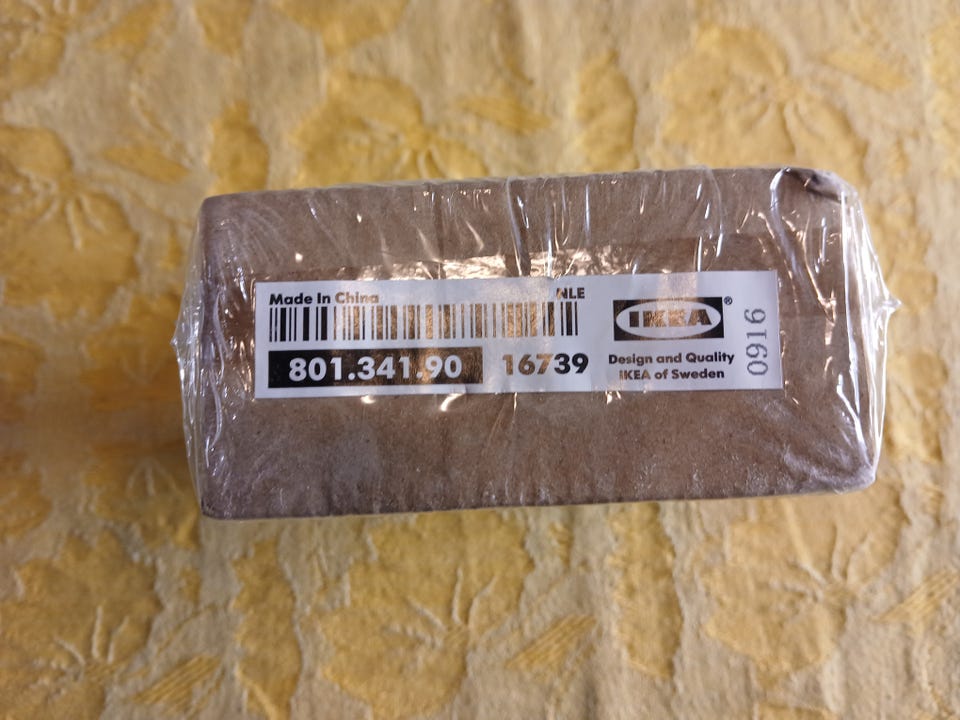 Made In China
NLE
801.341.90
16739
IKEA®
Design and Quality
IKEA of Sweden
0916